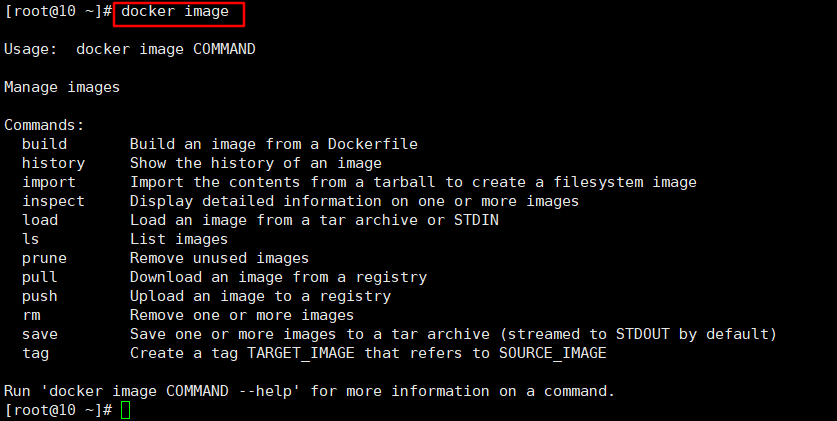 [root@10 ~]# docker image
Usage:  docker image COMMAND
Manage images
Commands:
  build       Build an image from a Dockerfile
  history     Show the history of an image
  import      Import the contents from a tarball to create a filesystem image
  inspect     Display detailed information on one or more images
  load        Load an image from a tar archive or STDIN
  ls          List images
  prune       Remove unused images
  pull        Download an image from a registry
  push        Upload an image to a registry
  rm          Remove one or more images
  save        Save one or more images to a tar archive (streamed to STDOUT by default)
  tag         Create a tag TARGET_IMAGE that refers to SOURCE_IMAGE
Run 'docker image COMMAND --help' for more information on a command.
[root@10 ~]#